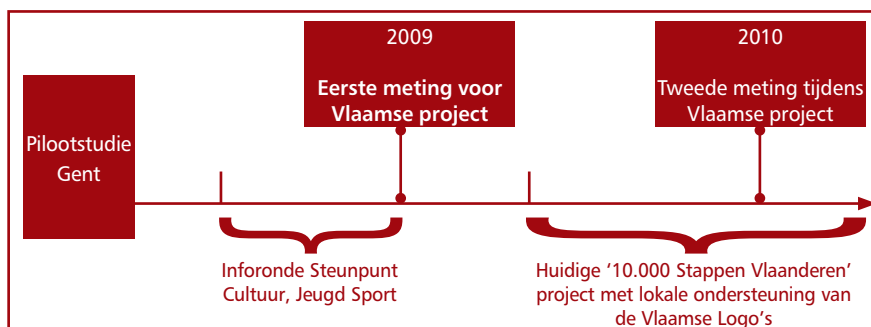 Pilootstudie
Gent
2009
Eerste meting voor
Vlaamse project
2010
Tweede meting tijdens
Vlaamse project
Inforonde Steunpunt
Cultuur, Jeugd Sport
Huidige ‘10.000 Stappen Vlaanderen’
project met lokale ondersteuning van
de Vlaamse Logo’s